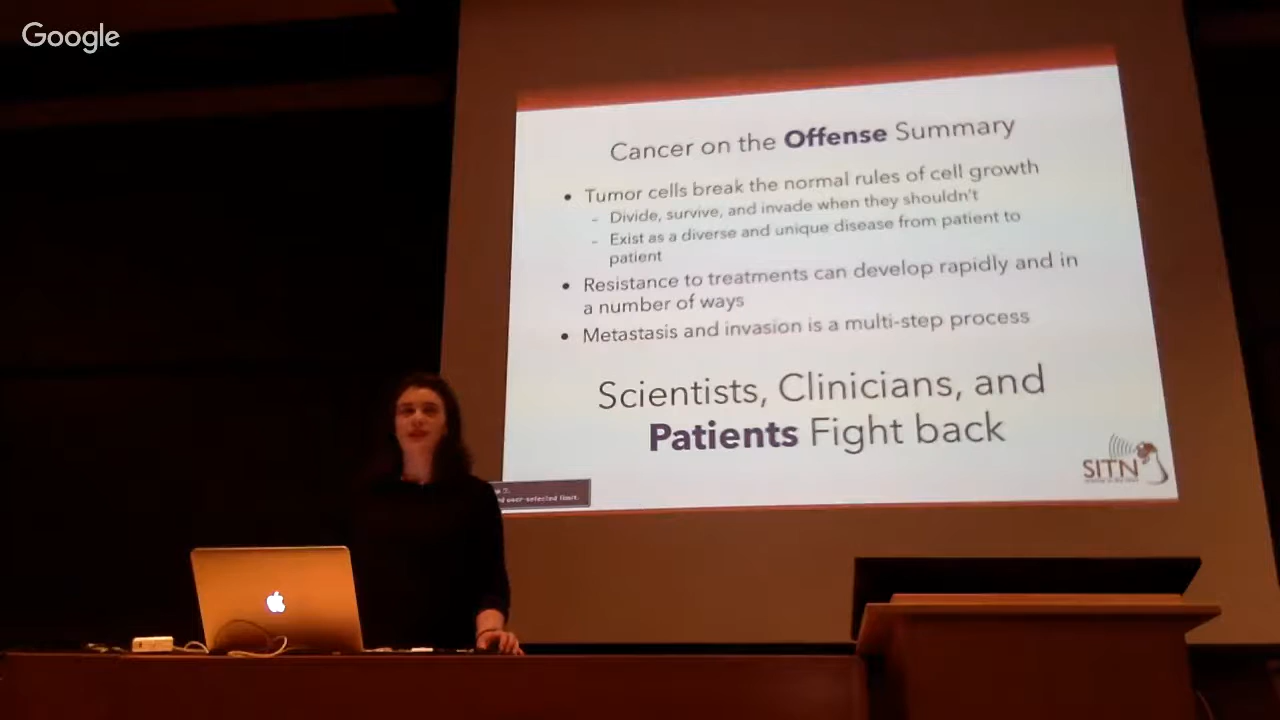 Google
Cancer on the Offense Summary
• Tumor cells break the normal rules of cell growth
- Divide, survive, and invade when they shouldn't
- Exist as a diverse and unique disease from patient to
patient
• Resistance to treatments can develop rapidly and in
a number of ways
• Metastasis and invasion is a multi-step process
Scientists, Clinicians, and
Patients Fight back
SITN
user-selected limit.